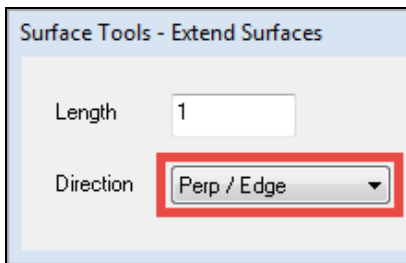 Surface Tools - Extend Surfaces
Length 1
Direction Perp / Edge